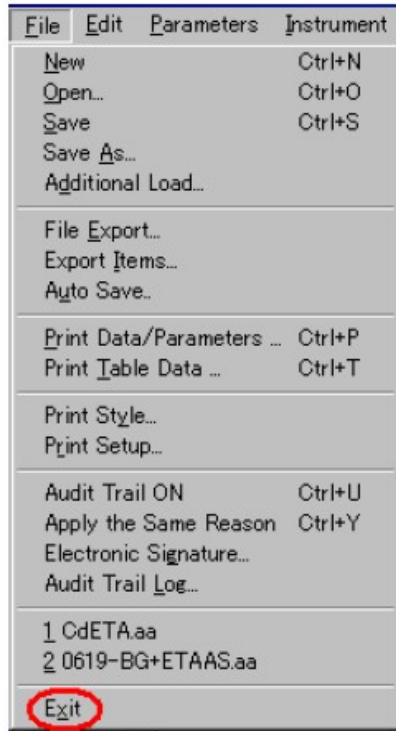 File Edit Parameters Instrument
New Ctrl+N
Open... Ctrl+O
Save Ctrl+S
Save As...
Additional Load...
File Export...
Export Items...
Auto Save..
Print Data/Parameters ... Ctrl+P
Print Table Data ... Ctrl+T
Print Style...
Print Setup...
Audit Trail ON Ctrl+U
Apply the Same Reason Ctrl+Y
Electronic Signature...
Audit Trail Log...
1 CdETA.aa
2 0619-BG+ETAAS.aa
Exit